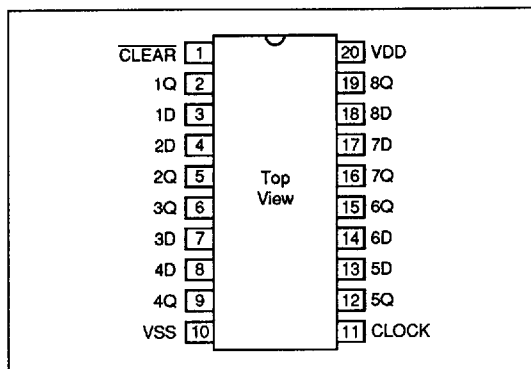 C̅L̅E̅A̅R̅ 1 20 VDD
1Q 2 19 8Q
1D 3 18 8D
2D 4 17 7D
2Q 5 Top 16 7Q
3Q 6 View 15 6Q
3D 7 14 6D
4D 8 13 5D
4Q 9 12 5Q
VSS 10 11 CLOCK